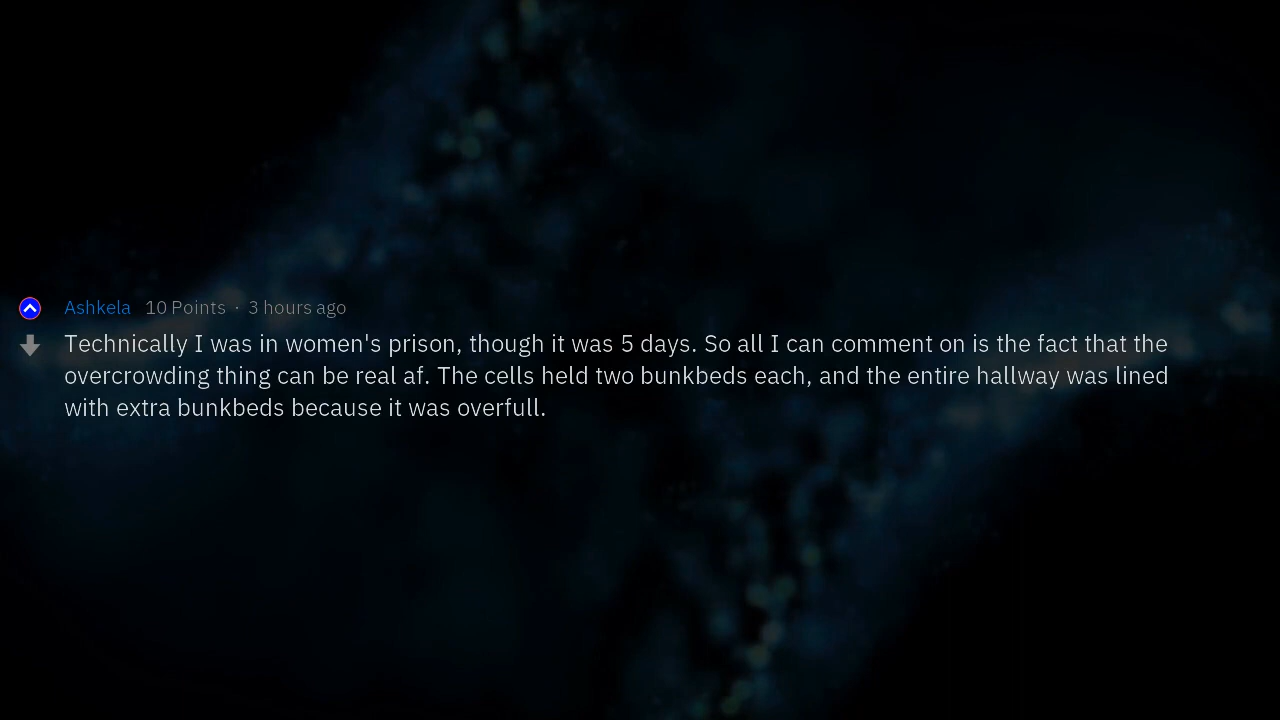 Ashkela 10 Points · 3 hours ago
Technically I was in women's prison, though it was 5 days. So all I can comment on is the fact that the
overcrowding thing can be real af. The cells held two bunkbeds each, and the entire hallway was lined
with extra bunkbeds because it was overfull.